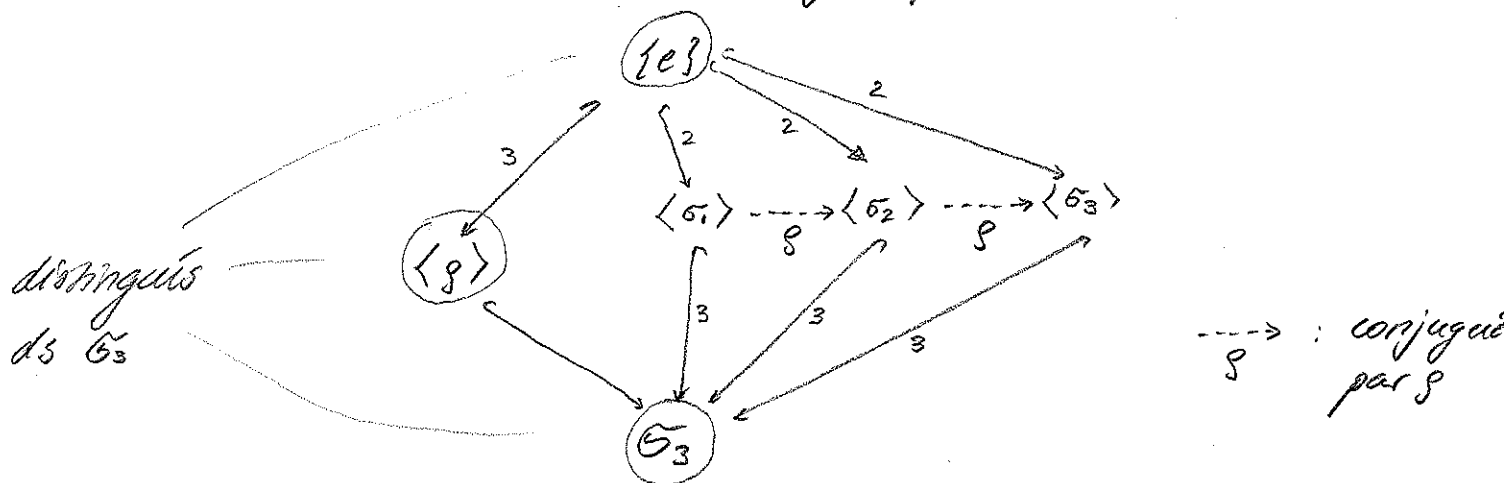 {e}
2
3 2 2
⟨σ₁⟩ ⇢ ⟨σ₂⟩ ⇢ ⟨σ₃⟩
ρ ρ
⟨ρ⟩
distingués
ds 𝔖₃
3 3 3
⇢ : conjugué
ρ par ρ
𝔖₃